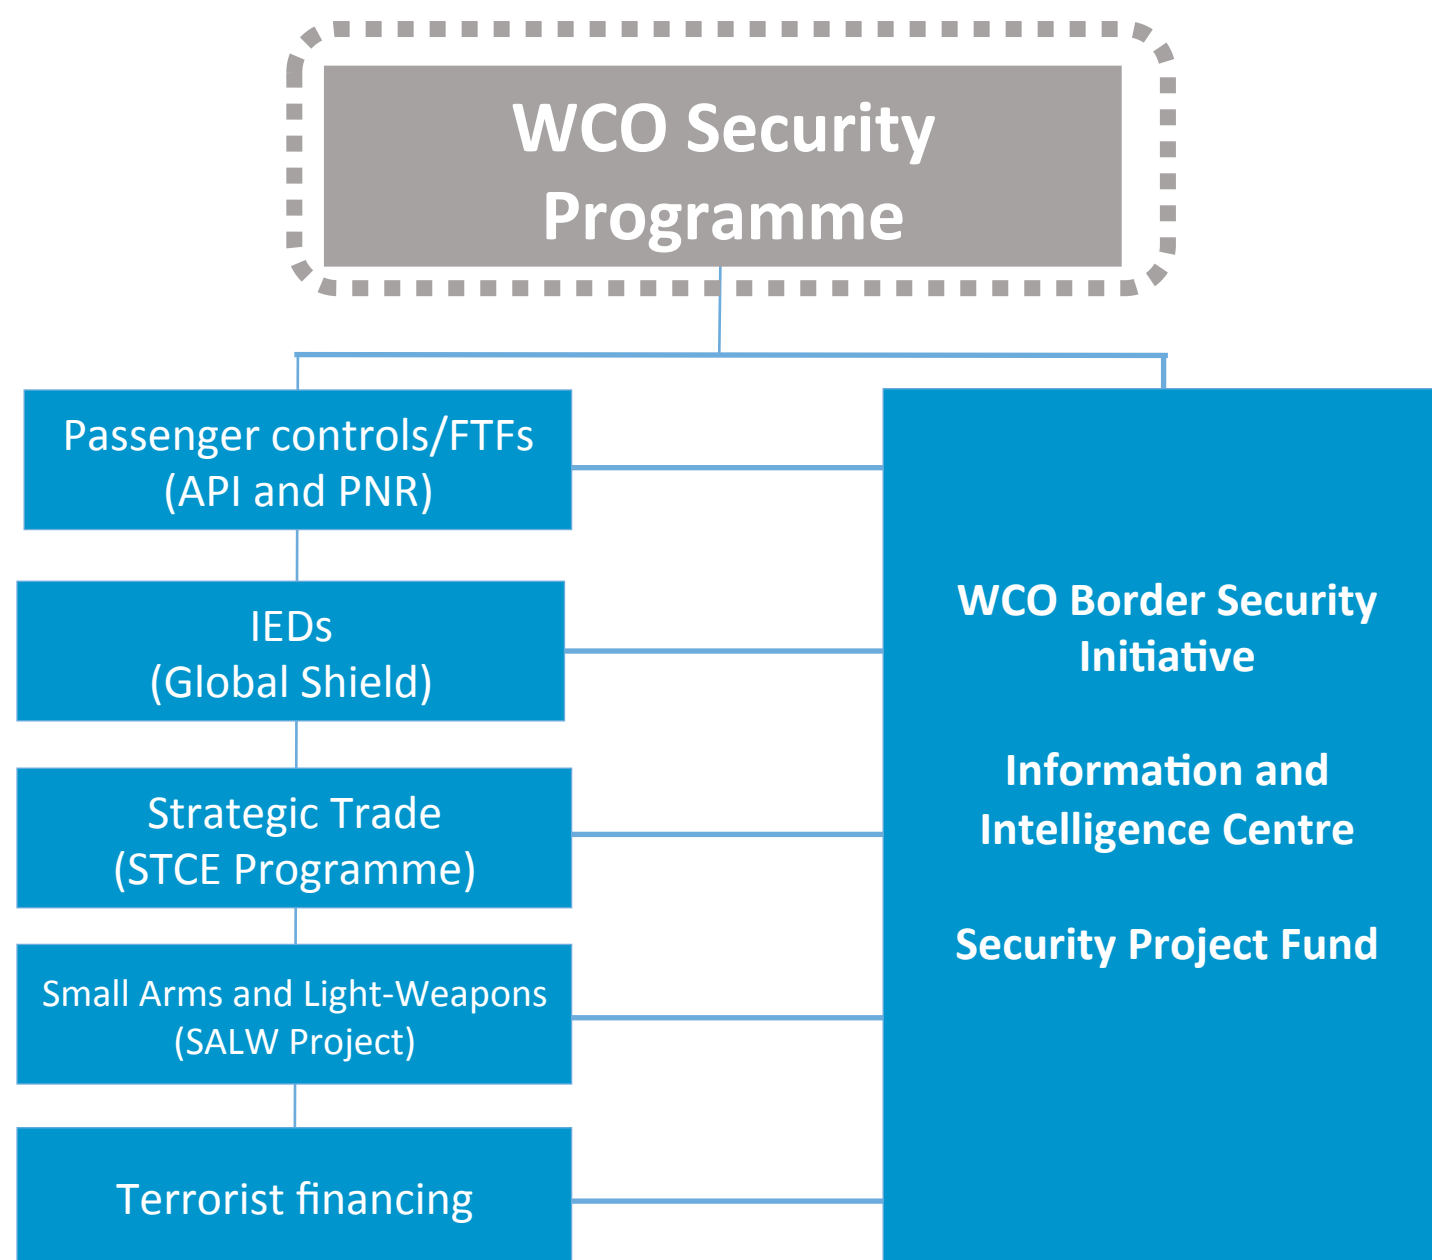 WCO Security
Programme
Passenger controls/FTFs
(API and PNR)
IEDs
(Global Shield)
Strategic Trade
(STCE Programme)
Small Arms and Light-Weapons
(SALW Project)
Terrorist financing
WCO Border Security
Initiative
Information and
Intelligence Centre
Security Project Fund